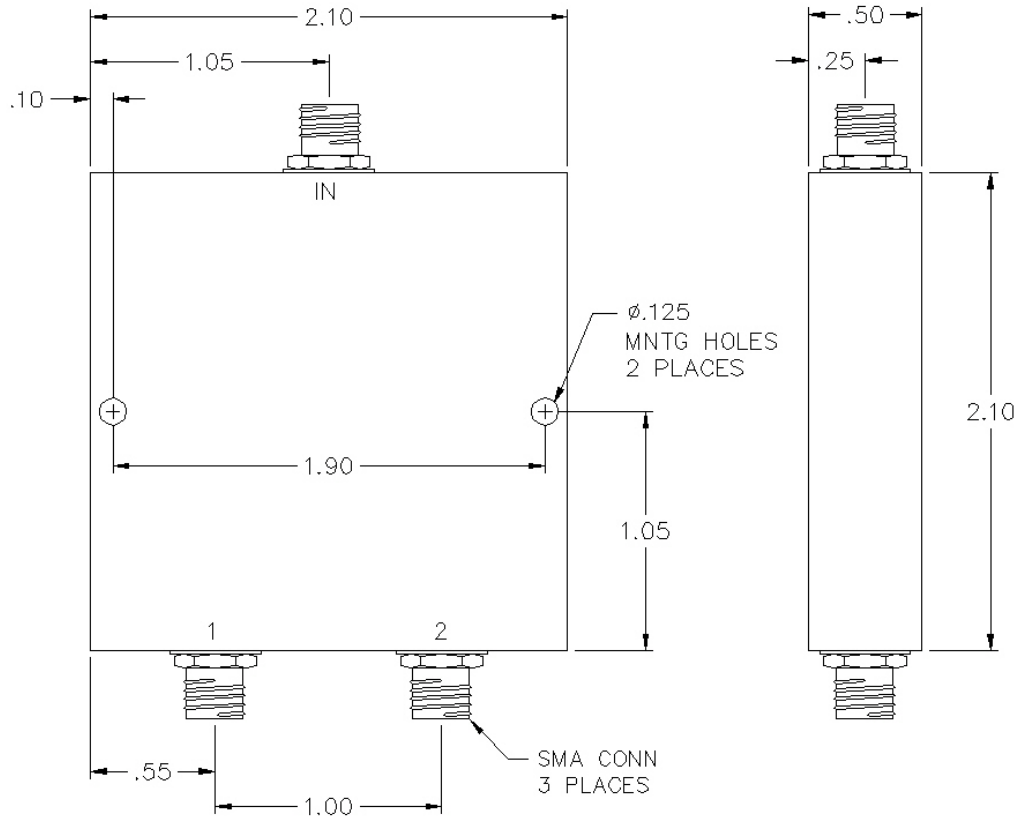 2.10
.50
1.05
.25
.10
IN
Ø.125
MNTG HOLES
2 PLACES
2.10
1.90
1.05
1
2
SMA CONN
3 PLACES
.55
1.00